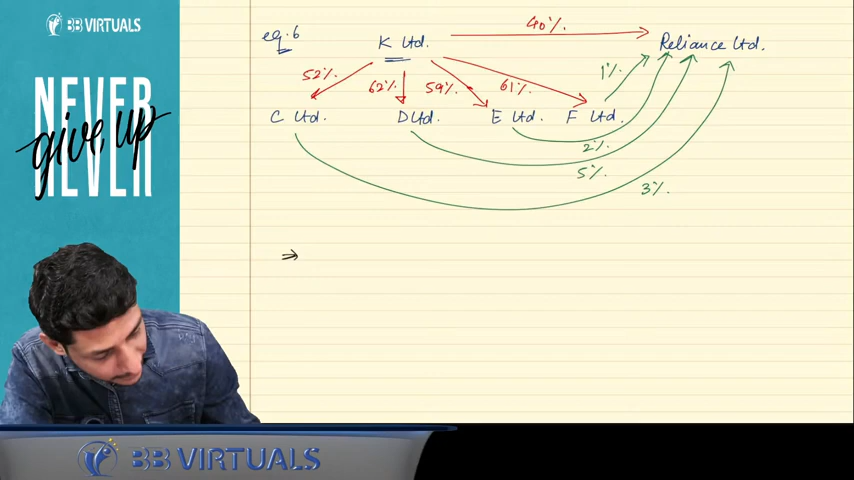 BB VIRTUALS
NEVER
give up
NEVER
eg. 6
K Ltd.
40%.
Reliance Ltd.
52%.
62%.
59%.
61%.
1%.
C Ltd.
D Ltd.
E Ltd.
F Ltd.
2%.
5%.
3%.
⇒
BB VIRTUALS